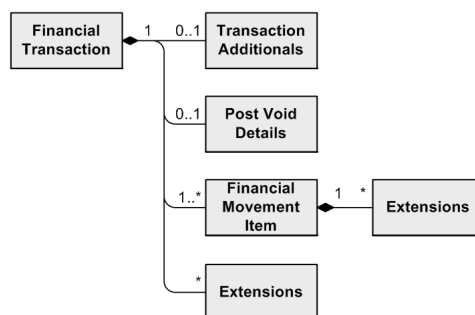 Financial
Transaction
1
0..1
Transaction
Additionals
0..1
Post Void
Details
1..*
Financial
Movement
Item
1
*
Extensions
*
Extensions